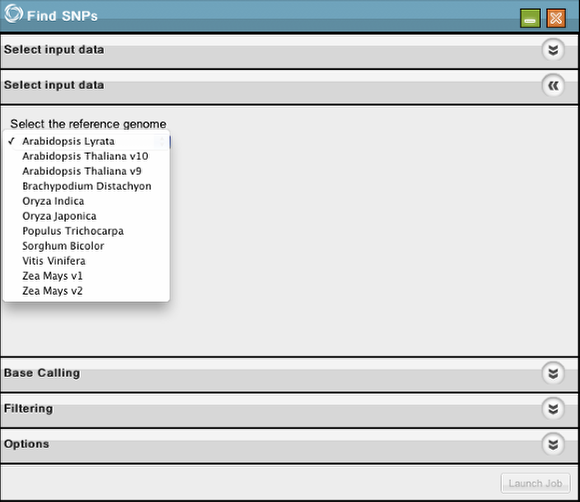 Find SNPs
Select input data
Select input data
Select the reference genome
✓ Arabidopsis Lyrata
Arabidopsis Thaliana v10
Arabidopsis Thaliana v9
Brachypodium Distachyon
Oryza Indica
Oryza Japonica
Populus Trichocarpa
Sorghum Bicolor
Vitis Vinifera
Zea Mays v1
Zea Mays v2
Base Calling
Filtering
Options
Launch Job